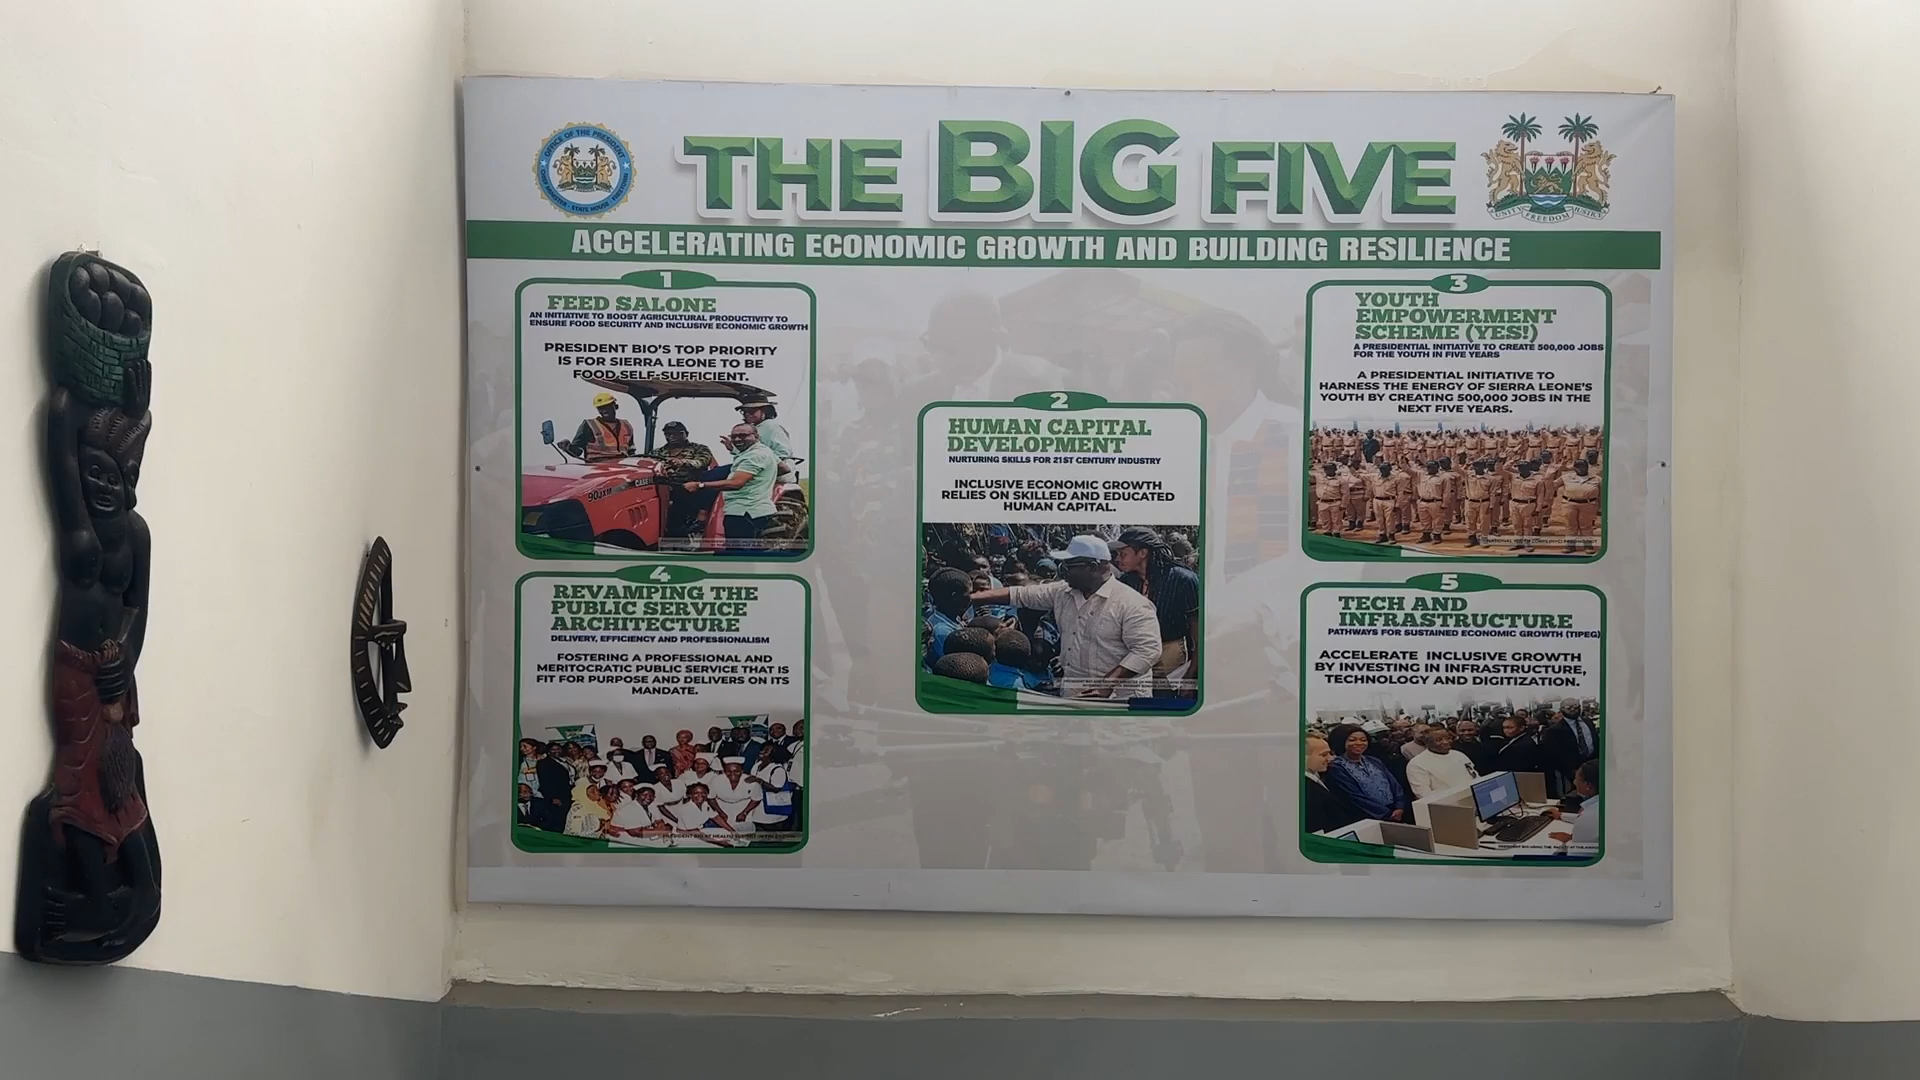 THE BIG FIVE
OFFICE OF THE PRESIDENT
UNITY FREEDOM JUSTICE
ACCELERATING ECONOMIC GROWTH AND BUILDING RESILIENCE
1
FEED SALONE
AN INITIATIVE TO BOOST AGRICULTURAL PRODUCTIVITY TO
ENSURE FOOD SECURITY AND INCLUSIVE ECONOMIC GROWTH
PRESIDENT BIO'S TOP PRIORITY
IS FOR SIERRA LEONE TO BE
FOOD SELF-SUFFICIENT.
90JXM CASE
2
HUMAN CAPITAL
DEVELOPMENT
NURTURING SKILLS FOR 21ST CENTURY INDUSTRY
INCLUSIVE ECONOMIC GROWTH
RELIES ON SKILLED AND EDUCATED
HUMAN CAPITAL.
3
YOUTH
EMPOWERMENT
SCHEME (YES!)
A PRESIDENTIAL INITIATIVE TO CREATE 500,000 JOBS
FOR THE YOUTH IN FIVE YEARS
A PRESIDENTIAL INITIATIVE TO
HARNESS THE ENERGY OF SIERRA LEONE'S
YOUTH BY CREATING 500,000 JOBS IN THE
NEXT FIVE YEARS.
4
REVAMPING THE
PUBLIC SERVICE
ARCHITECTURE
DELIVERY, EFFICIENCY AND PROFESSIONALISM
FOSTERING A PROFESSIONAL AND
MERITOCRATIC PUBLIC SERVICE THAT IS
FIT FOR PURPOSE AND DELIVERS ON ITS
MANDATE.
5
TECH AND
INFRASTRUCTURE
PATHWAYS FOR SUSTAINED ECONOMIC GROWTH (TIPEG)
ACCELERATE INCLUSIVE GROWTH
BY INVESTING IN INFRASTRUCTURE,
TECHNOLOGY AND DIGITIZATION.